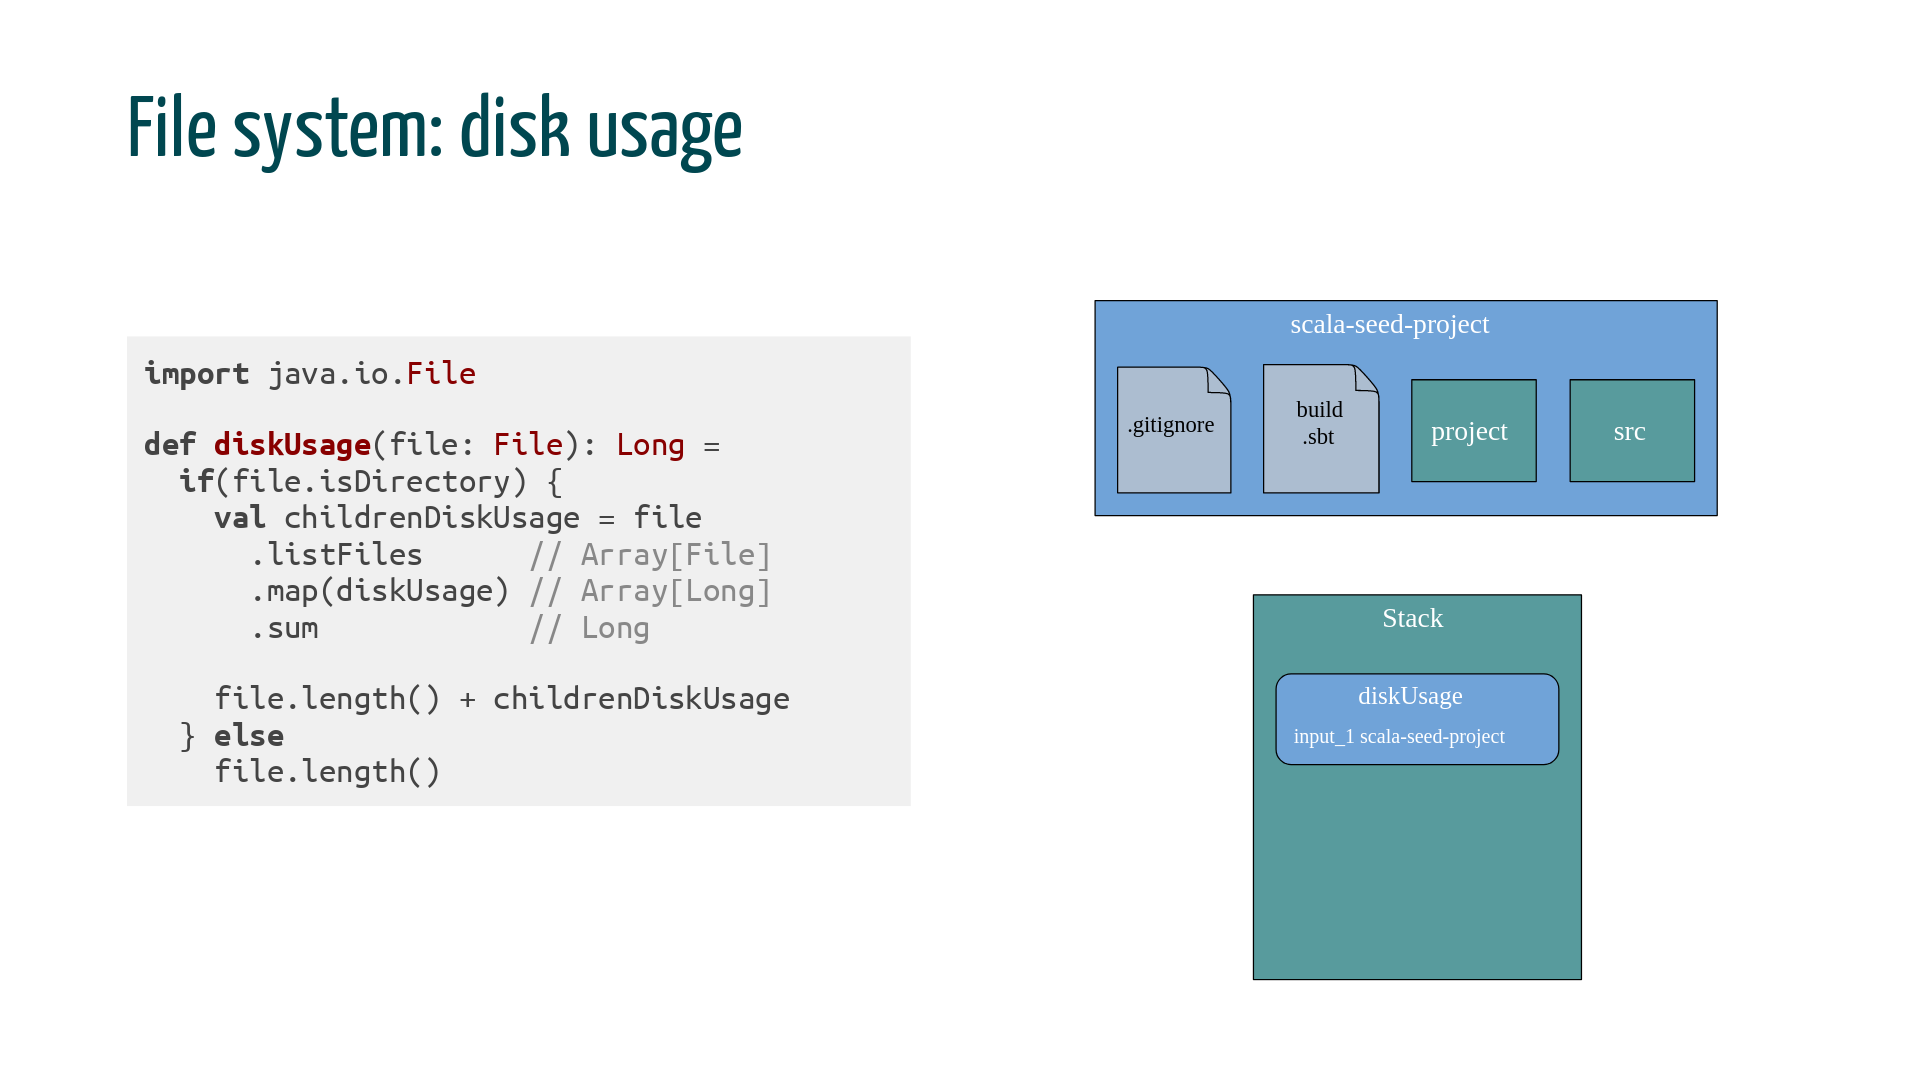 File system: disk usage
import java.io.File
def diskUsage(file: File): Long =
  if(file.isDirectory) {
    val childrenDiskUsage = file
      .listFiles      // Array[File]
      .map(diskUsage) // Array[Long]
      .sum            // Long
    file.length() + childrenDiskUsage
  } else
    file.length()
scala-seed-project
.gitignore
build
.sbt
project
src
Stack
diskUsage
input_1 scala-seed-project